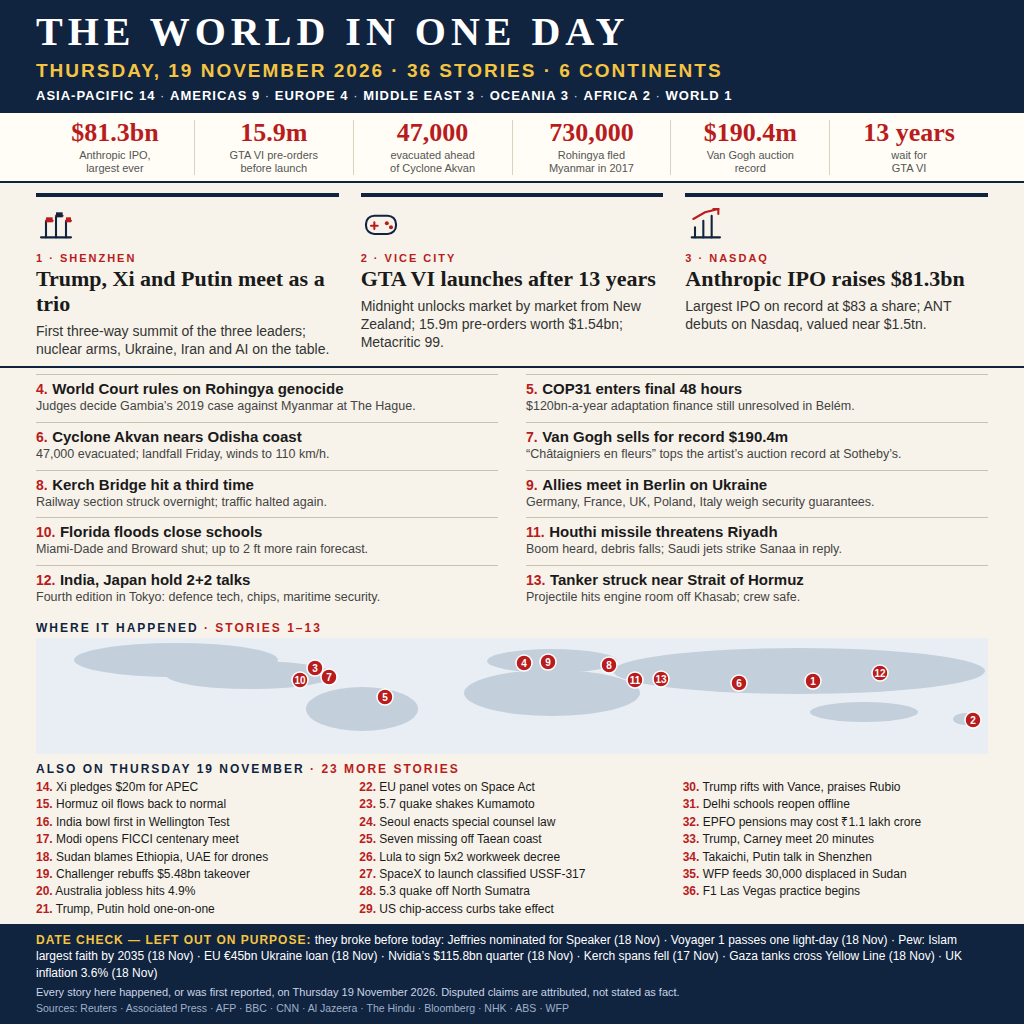 THE WORLD IN ONE DAY
THURSDAY, 19 NOVEMBER 2026 · 36 STORIES · 6 CONTINENTS
ASIA-PACIFIC 14 · AMERICAS 9 · EUROPE 4 · MIDDLE EAST 3 · OCEANIA 3 · AFRICA 2 · WORLD 1
$81.3bn
Anthropic IPO,
largest ever
15.9m
GTA VI pre-orders
before launch
47,000
evacuated ahead
of Cyclone Akvan
730,000
Rohingya fled
Myanmar in 2017
$190.4m
Van Gogh auction
record
13 years
wait for
GTA VI
1 · SHENZHEN
Trump, Xi and Putin meet as a
trio
First three-way summit of the three leaders;
nuclear arms, Ukraine, Iran and AI on the table.
2 · VICE CITY
GTA VI launches after 13 years
Midnight unlocks market by market from New
Zealand; 15.9m pre-orders worth $1.54bn;
Metacritic 99.
3 · NASDAQ
Anthropic IPO raises $81.3bn
Largest IPO on record at $83 a share; ANT
debuts on Nasdaq, valued near $1.5tn.
4. World Court rules on Rohingya genocide
Judges decide Gambia's 2019 case against Myanmar at The Hague.
5. COP31 enters final 48 hours
$120bn-a-year adaptation finance still unresolved in Belém.
6. Cyclone Akvan nears Odisha coast
47,000 evacuated; landfall Friday, winds to 110 km/h.
7. Van Gogh sells for record $190.4m
“Châtaigniers en fleurs” tops the artist’s auction record at Sotheby’s.
8. Kerch Bridge hit a third time
Railway section struck overnight; traffic halted again.
9. Allies meet in Berlin on Ukraine
Germany, France, UK, Poland, Italy weigh security guarantees.
10. Florida floods close schools
Miami-Dade and Broward shut; up to 2 ft more rain forecast.
11. Houthi missile threatens Riyadh
Boom heard, debris falls; Saudi jets strike Sanaa in reply.
12. India, Japan hold 2+2 talks
Fourth edition in Tokyo: defence tech, chips, maritime security.
13. Tanker struck near Strait of Hormuz
Projectile hits engine room off Khasab; crew safe.
WHERE IT HAPPENED · STORIES 1–13
3
10
7
5
4
9
8
11
13
6
1
12
2
ALSO ON THURSDAY 19 NOVEMBER · 23 MORE STORIES
14. Xi pledges $20m for APEC
15. Hormuz oil flows back to normal
16. India bowl first in Wellington Test
17. Modi opens FICCI centenary meet
18. Sudan blames Ethiopia, UAE for drones
19. Challenger rebuffs $5.48bn takeover
20. Australia jobless hits 4.9%
21. Trump, Putin hold one-on-one
22. EU panel votes on Space Act
23. 5.7 quake shakes Kumamoto
24. Seoul enacts special counsel law
25. Seven missing off Taean coast
26. Lula to sign 5x2 workweek decree
27. SpaceX to launch classified USSF-317
28. 5.3 quake off North Sumatra
29. US chip-access curbs take effect
30. Trump rifts with Vance, praises Rubio
31. Delhi schools reopen offline
32. EPFO pensions may cost ₹1.1 lakh crore
33. Trump, Carney meet 20 minutes
34. Takaichi, Putin talk in Shenzhen
35. WFP feeds 30,000 displaced in Sudan
36. F1 Las Vegas practice begins
DATE CHECK — LEFT OUT ON PURPOSE: they broke before today: Jeffries nominated for Speaker (18 Nov) · Voyager 1 passes one light-day (18 Nov) · Pew: Islam
largest faith by 2035 (18 Nov) · EU €45bn Ukraine loan (18 Nov) · Nvidia’s $115.8bn quarter (18 Nov) · Kerch spans fell (17 Nov) · Gaza tanks cross Yellow Line (18 Nov) · UK
inflation 3.6% (18 Nov)
Every story here happened, or was first reported, on Thursday 19 November 2026. Disputed claims are attributed, not stated as fact.
Sources: Reuters · Associated Press · AFP · BBC · CNN · Al Jazeera · The Hindu · Bloomberg · NHK · ABS · WFP